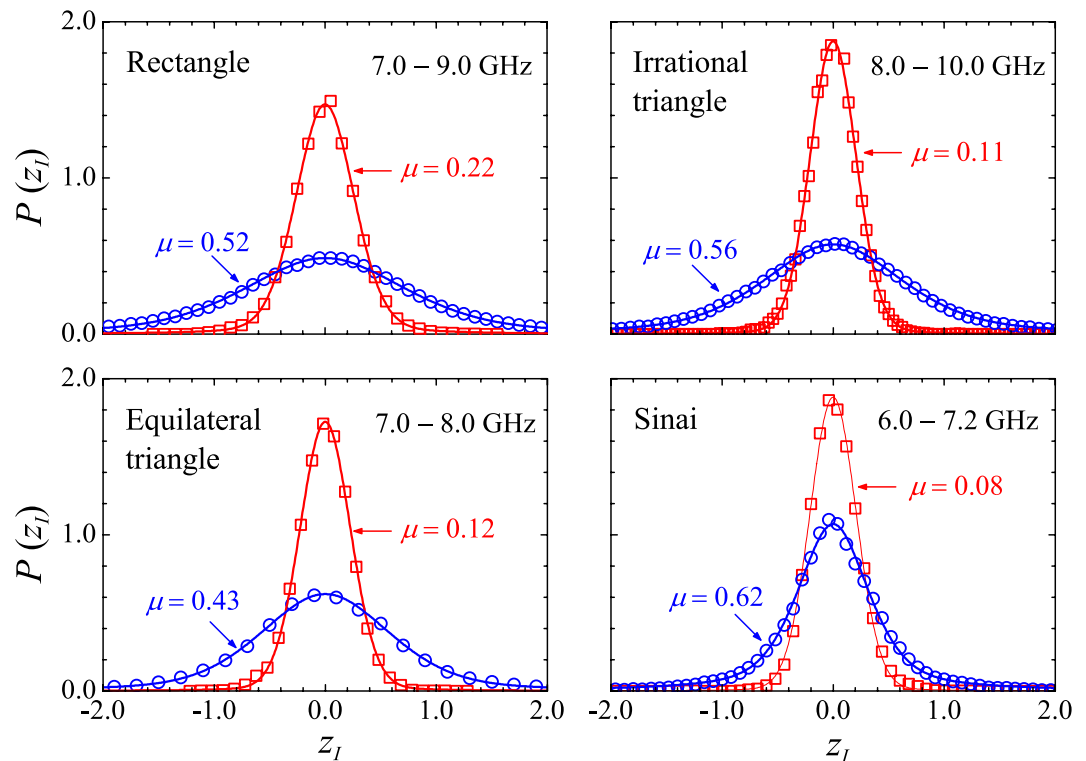 2.0
Rectangle
7.0 – 9.0 GHz
P (z_I)
1.0
μ = 0.22
μ = 0.52
0.0
Irrational
triangle
8.0 – 10.0 GHz
μ = 0.11
μ = 0.56
2.0
Equilateral
triangle
7.0 – 8.0 GHz
P (z_I)
1.0
μ = 0.12
μ = 0.43
0.0
-2.0 -1.0 0.0 1.0 2.0
z_I
Sinai
6.0 – 7.2 GHz
μ = 0.08
μ = 0.62
-2.0 -1.0 0.0 1.0 2.0
z_I